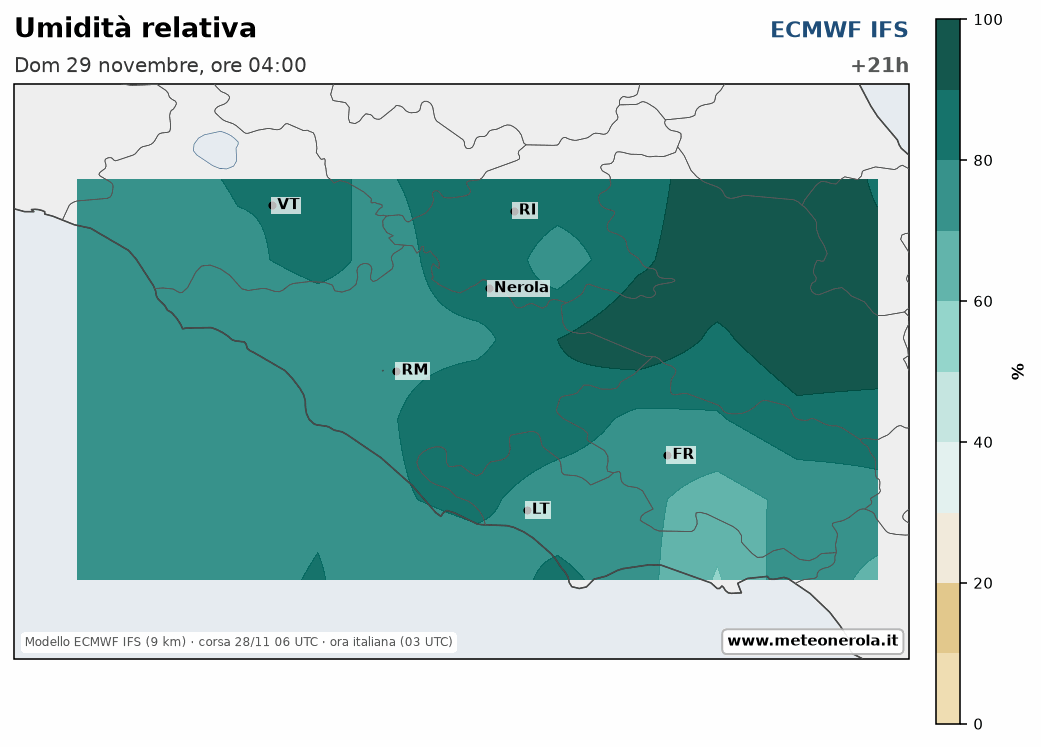 Umidità relativa
ECMWF IFS
Dom 29 novembre, ore 04:00
+21h
VT
RI
Nerola
RM
FR
LT
Modello ECMWF IFS (9 km) · corsa 28/11 06 UTC · ora italiana (03 UTC)
www.meteonerola.it
100
80
60
40
20
0
%